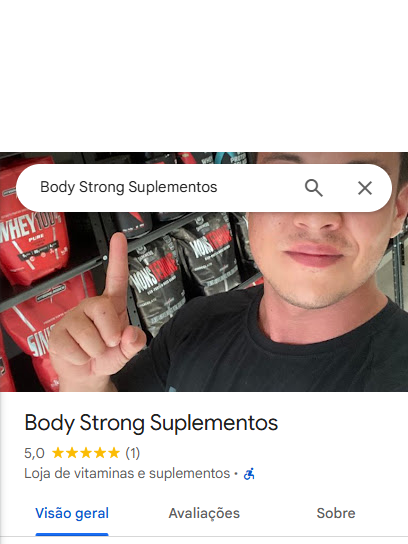 Body Strong Suplementos
WHEY 100%
PURE
Body Strong Suplementos
5,0 ★★★★★ (1)
Loja de vitaminas e suplementos ·
Visão geral
Avaliações
Sobre